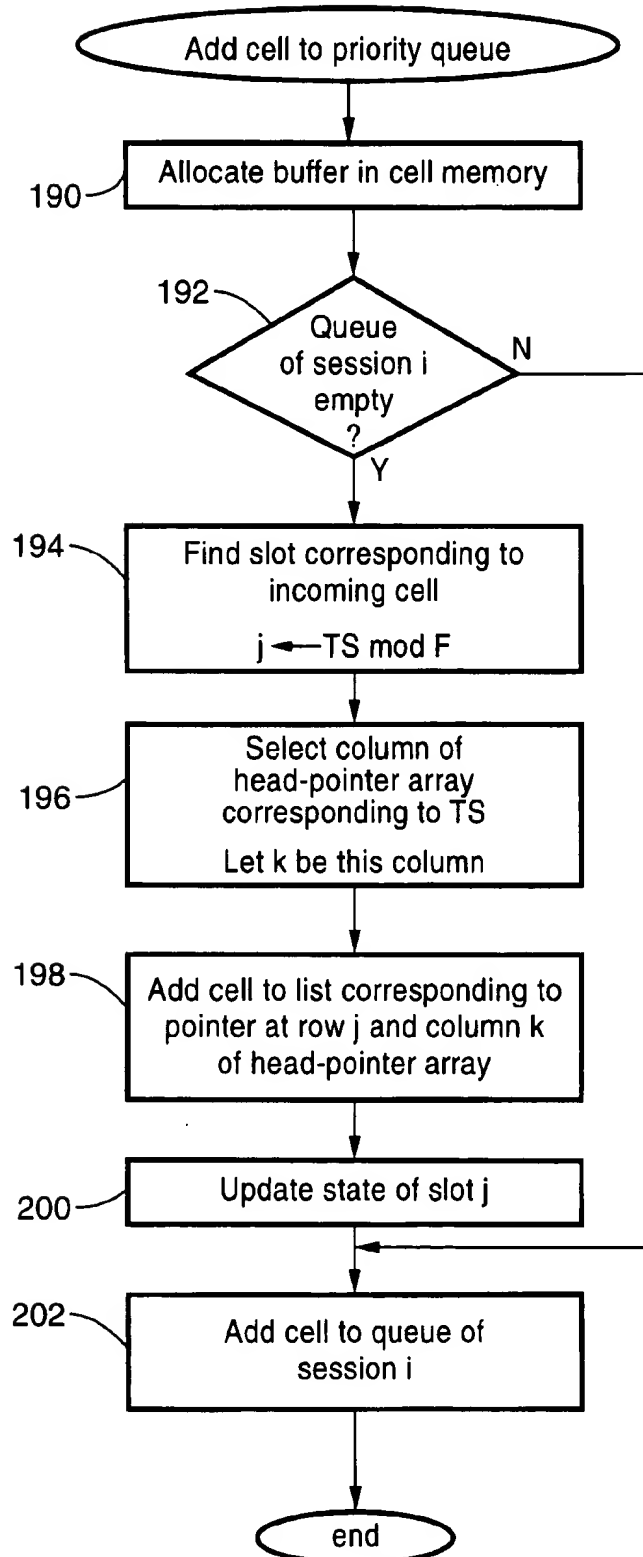 Add cell to priority queue
Allocate buffer in cell memory
190
192
Queue
of session i
empty
?
N
Y
194
Find slot corresponding to
incoming cell
j ← TS mod F
196
Select column of
head-pointer array
corresponding to TS
Let k be this column
198
Add cell to list corresponding to
pointer at row j and column k
of head-pointer array
200
Update state of slot j
202
Add cell to queue of
session i
end